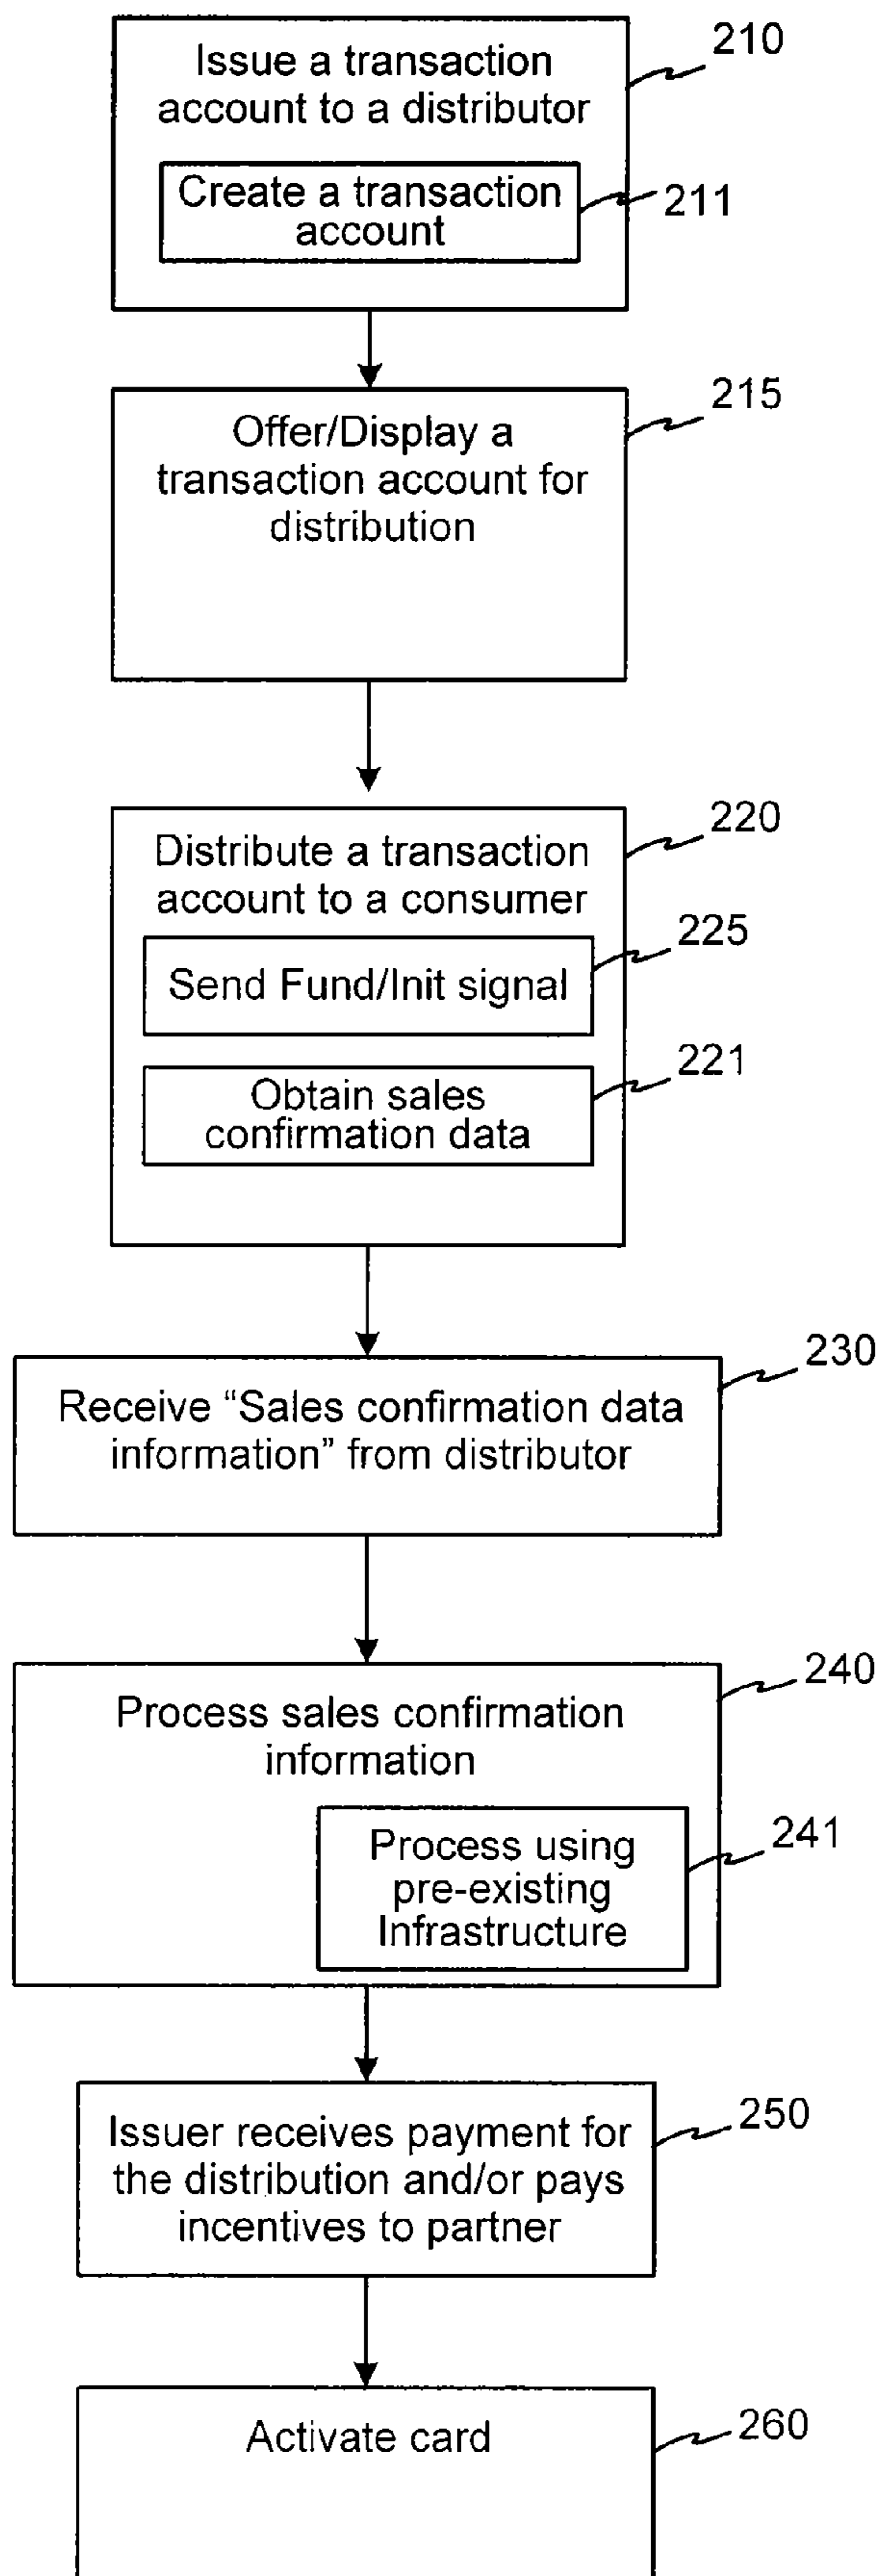 Issue a transaction
account to a distributor
210
Create a transaction
account
211
Offer/Display a
transaction account for
distribution
215
Distribute a transaction
account to a consumer
220
Send Fund/Init signal
225
Obtain sales
confirmation data
221
Receive “Sales confirmation data
information” from distributor
230
Process sales confirmation
information
240
Process using
pre-existing
Infrastructure
241
Issuer receives payment for
the distribution and/or pays
incentives to partner
250
Activate card
260